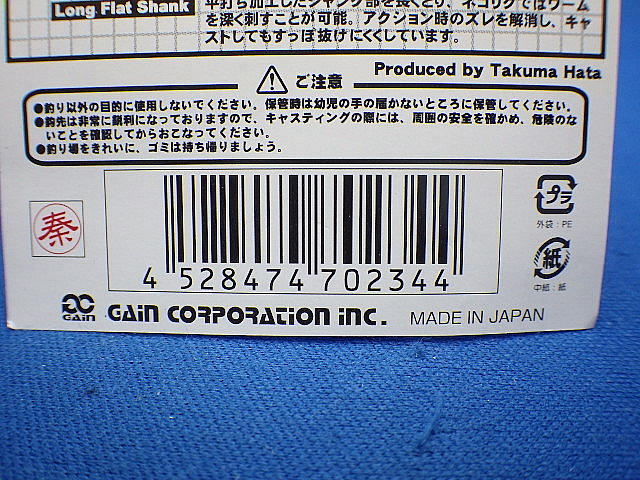 Long Flat Shank
平打ち加工したシャンク部を長くとり、ネコリグではワーム
を深く刺すことが可能。アクション時のズレを解消し、キャ
ストしてもすっぽ抜けにくくしています。
Produced by Takuma Hata
ご注意
●釣り以外の目的に使用しないでください。保管時は幼児の手の届かないところに保管してください。
●鈎先は非常に鋭利になっておりますので、キャスティングの際には、周囲の安全を確かめ、危険のな
いことを確認してからおこなってください。
●釣り場をきれいに、ゴミは持ち帰りましょう。
秦
4 528474 702344
プラ
外袋：PE
紙
中紙：紙
GAIN
GAIN CORPORATION INC.
MADE IN JAPAN